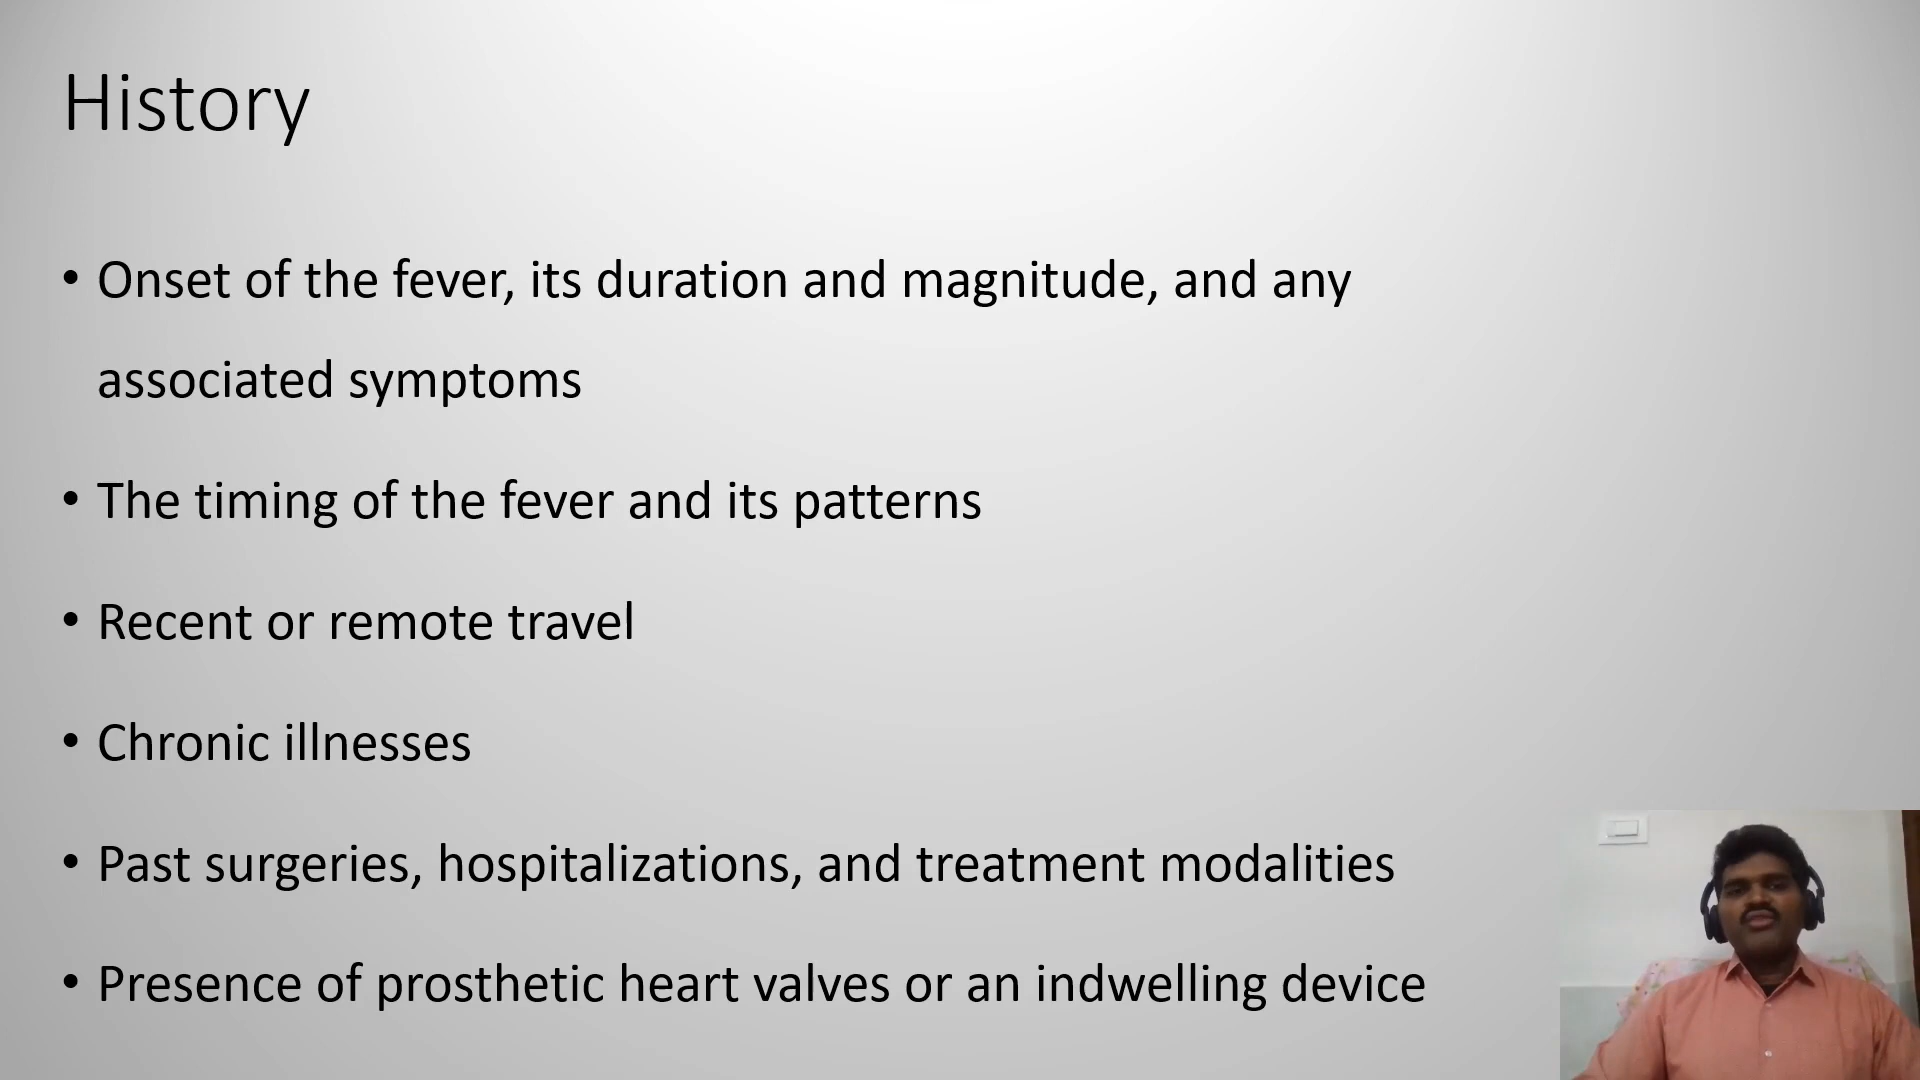 History
• Onset of the fever, its duration and magnitude, and any
associated symptoms
• The timing of the fever and its patterns
• Recent or remote travel
• Chronic illnesses
• Past surgeries, hospitalizations, and treatment modalities
• Presence of prosthetic heart valves or an indwelling device